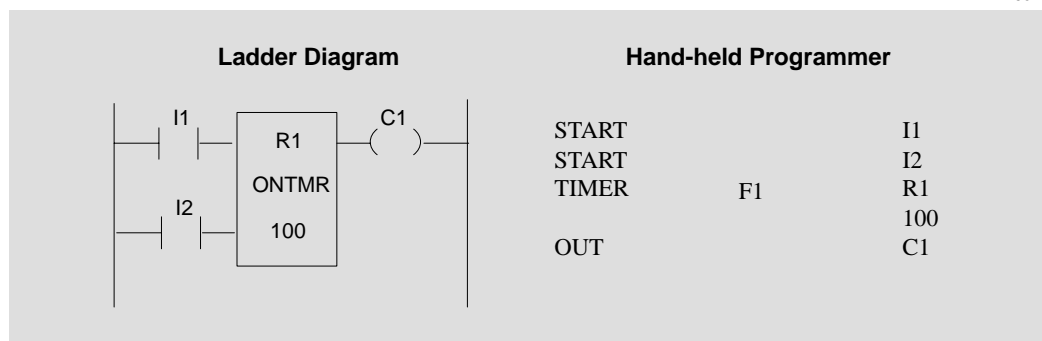 Ladder Diagram
Hand-held Programmer
I1
R1
ONTMR
100
C1
I2
START I1
START I2
TIMER F1 R1
100
OUT C1